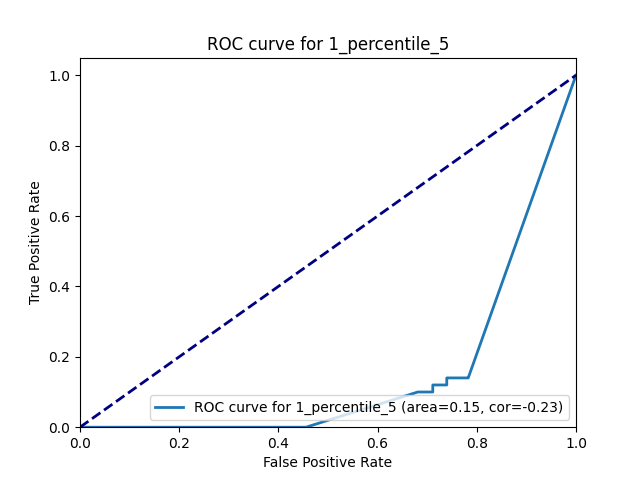 ROC curve for 1_percentile_5
True Positive Rate
1.0
0.8
0.6
0.4
0.2
0.0
ROC curve for 1_percentile_5 (area=0.15, cor=-0.23)
0.0 0.2 0.4 0.6 0.8 1.0
False Positive Rate